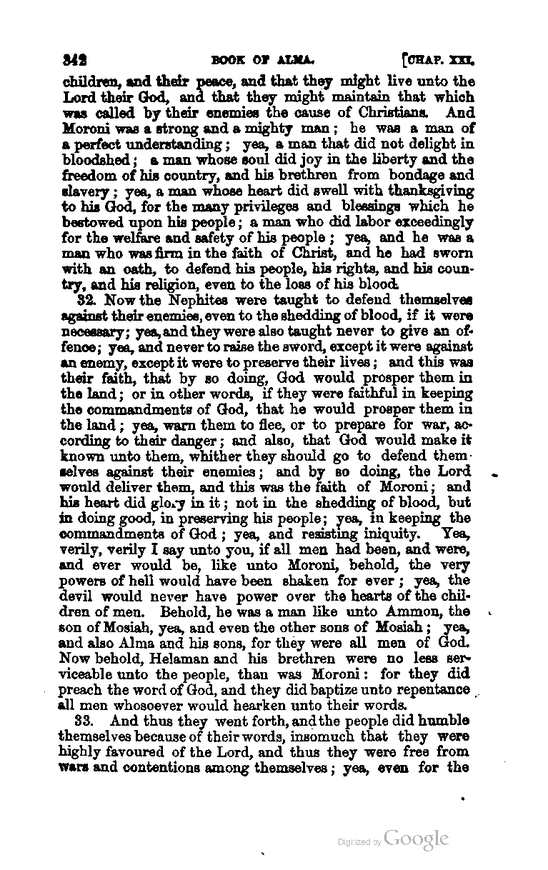 342 BOOK OF ALMA. [CHAP. XXI.
children, and their peace, and that they might live unto the
Lord their God, and that they might maintain that which
was called by their enemies the cause of Christians. And
Moroni was a strong and a mighty man; he was a man of
a perfect understanding; yea, a man that did not delight in
bloodshed; a man whose soul did joy in the liberty and the
freedom of his country, and his brethren from bondage and
slavery; yea, a man whose heart did swell with thanksgiving
to his God, for the many privileges and blessings which he
bestowed upon his people; a man who did labor exceedingly
for the welfare and safety of his people; yea, and he was a
man who was firm in the faith of Christ, and he had sworn
with an oath, to defend his people, his rights, and his coun-
try, and his religion, even to the loss of his blood.
32. Now the Nephites were taught to defend themselves
against their enemies, even to the shedding of blood, if it were
necessary; yea, and they were also taught never to give an of-
fence; yea, and never to raise the sword, except it were against
an enemy, except it were to preserve their lives; and this was
their faith, that by so doing, God would prosper them in
the land; or in other words, if they were faithful in keeping
the commandments of God, that he would prosper them in
the land; yea, warn them to flee, or to prepare for war, ac-
cording to their danger; and also, that God would make it
known unto them, whither they should go to defend them-
selves against their enemies; and by so doing, the Lord
would deliver them, and this was the faith of Moroni; and
his heart did glory in it; not in the shedding of blood, but
in doing good, in preserving his people; yea, in keeping the
commandments of God; yea, and resisting iniquity. Yea,
verily, verily I say unto you, if all men had been, and were,
and ever would be, like unto Moroni, behold, the very
powers of hell would have been shaken for ever; yea, the
devil would never have power over the hearts of the chil-
dren of men. Behold, he was a man like unto Ammon, the
son of Mosiah, yea, and even the other sons of Mosiah; yea,
and also Alma and his sons, for they were all men of God.
Now behold, Helaman and his brethren were no less ser-
viceable unto the people, than was Moroni: for they did
preach the word of God, and they did baptize unto repentance
all men whosoever would hearken unto their words.
33. And thus they went forth, and the people did humble
themselves because of their words, insomuch that they were
highly favoured of the Lord, and thus they were free from
wars and contentions among themselves; yea, even for the
Digitized by Google